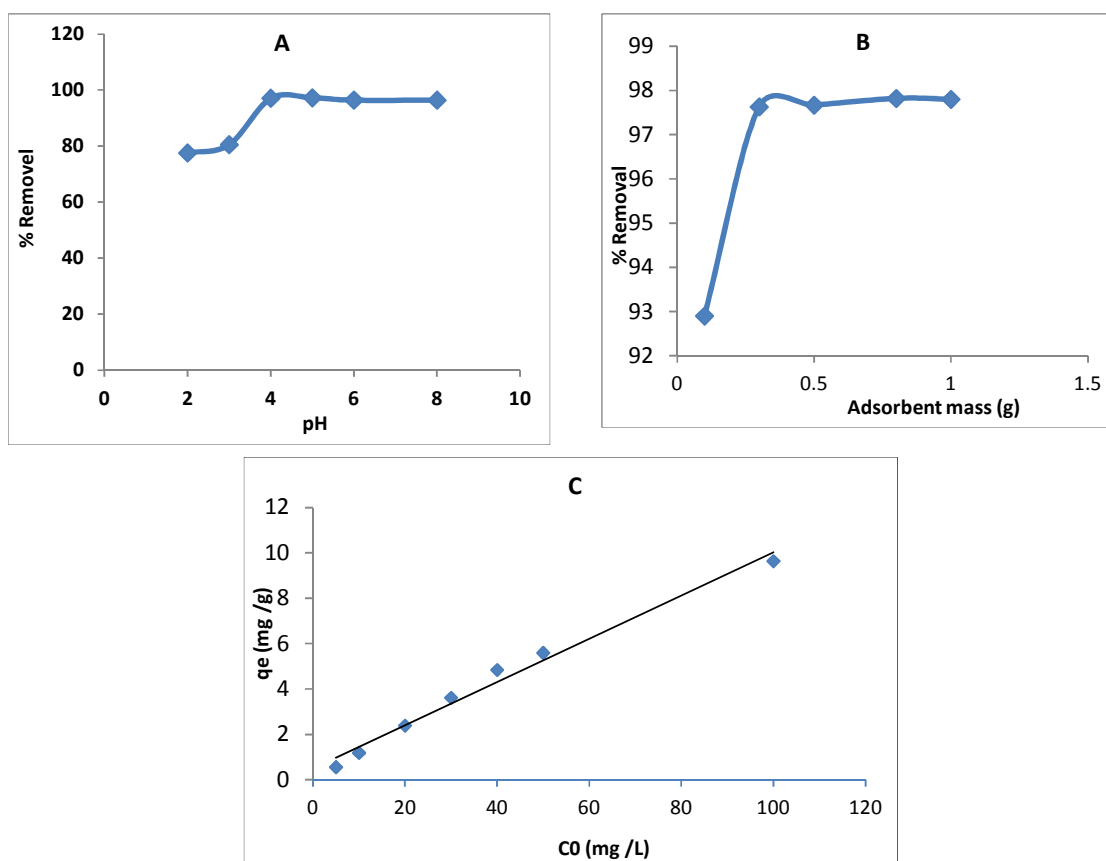 A
120
100
80
60
40
20
0
% Removel
0 2 4 6 8 10
pH
B
99
98
97
96
95
94
93
92
% Removal
0 0.5 1 1.5
Adsorbent mass (g)
C
12
10
8
6
4
2
0
qe (mg /g)
0 20 40 60 80 100 120
C0 (mg /L)